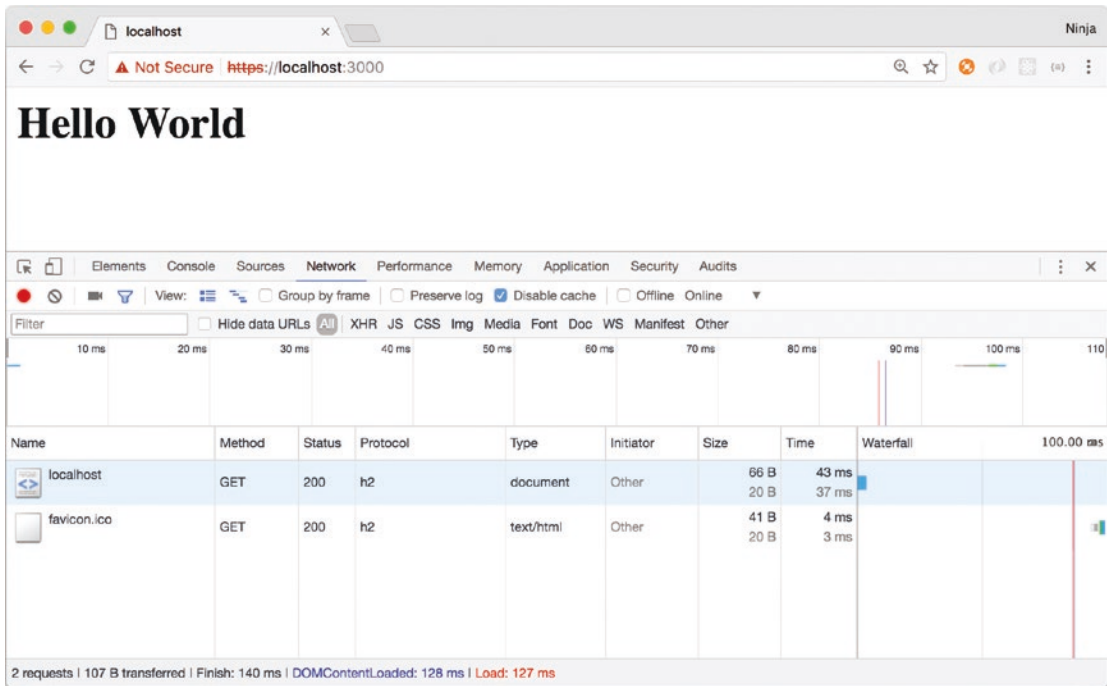 localhost
Ninja
Not Secure https://localhost:3000
Hello World
Elements Console Sources Network Performance Memory Application Security Audits
View: Group by frame Preserve log Disable cache Offline Online
Filter Hide data URLs All XHR JS CSS Img Media Font Doc WS Manifest Other
10 ms 20 ms 30 ms 40 ms 50 ms 60 ms 70 ms 80 ms 90 ms 100 ms 110
Name Method Status Protocol Type Initiator Size Time Waterfall 100.00 ms
localhost GET 200 h2 document Other 66 B 43 ms
20 B 37 ms
favicon.ico GET 200 h2 text/html Other 41 B 4 ms
20 B 3 ms
2 requests | 107 B transferred | Finish: 140 ms | DOMContentLoaded: 128 ms | Load: 127 ms